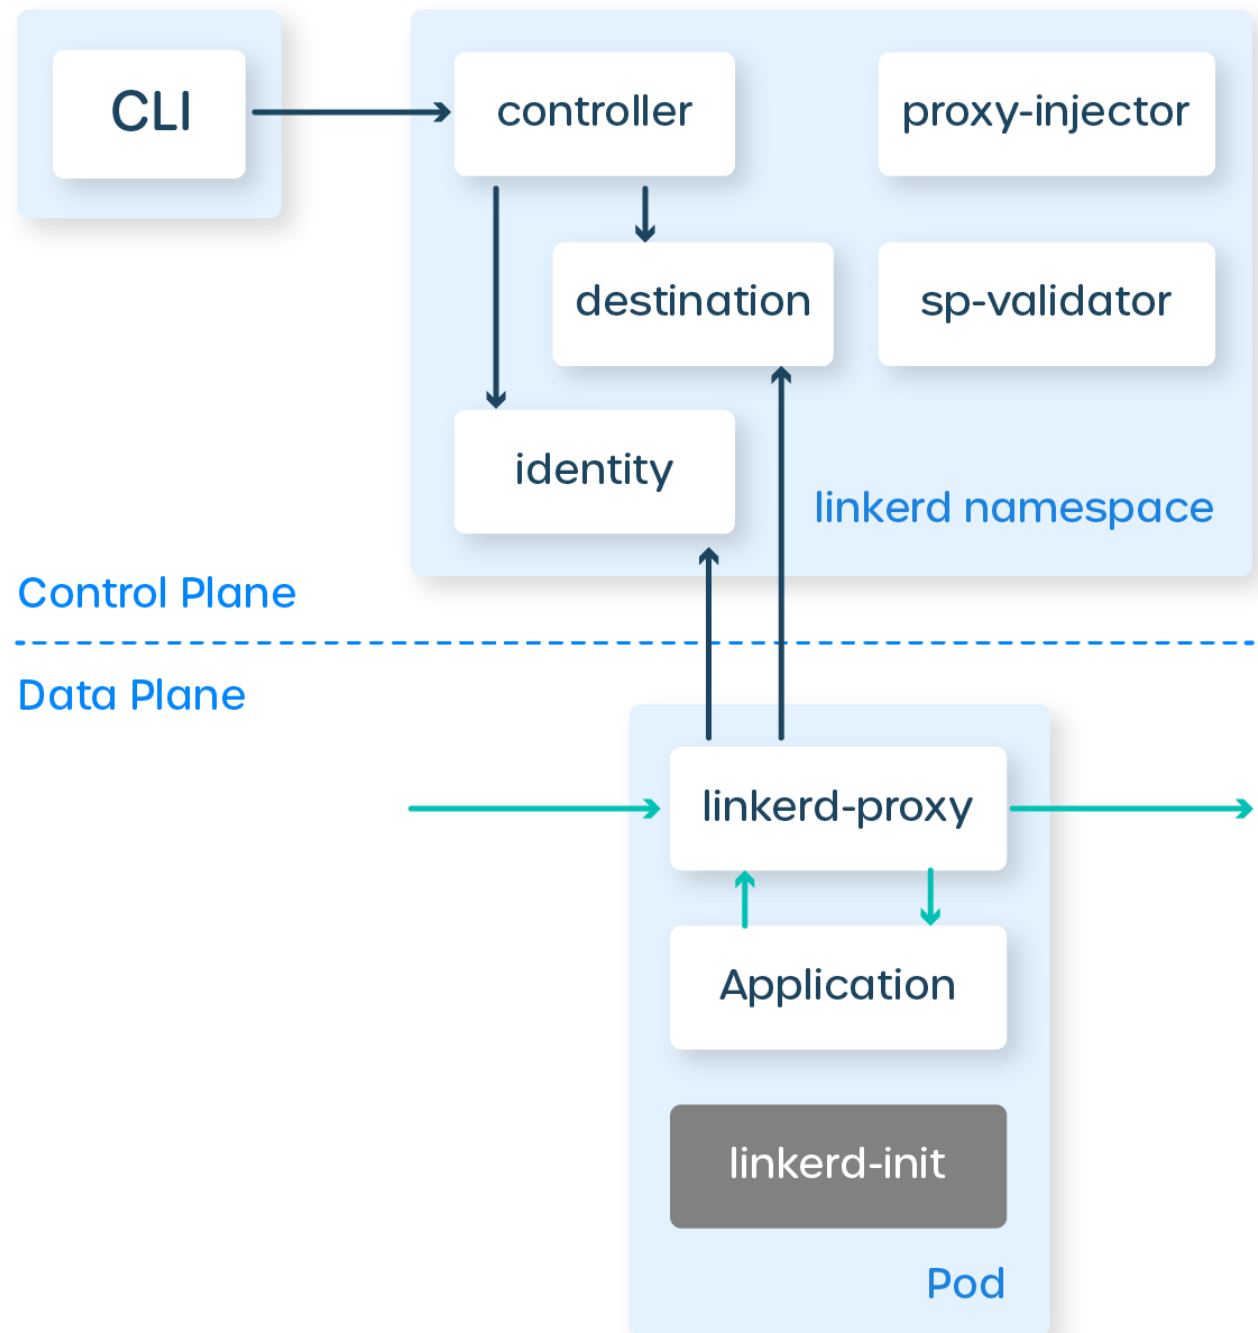 CLI
controller
proxy-injector
destination
sp-validator
identity
linkerd namespace
Control Plane
Data Plane
linkerd-proxy
Application
linkerd-init
Pod